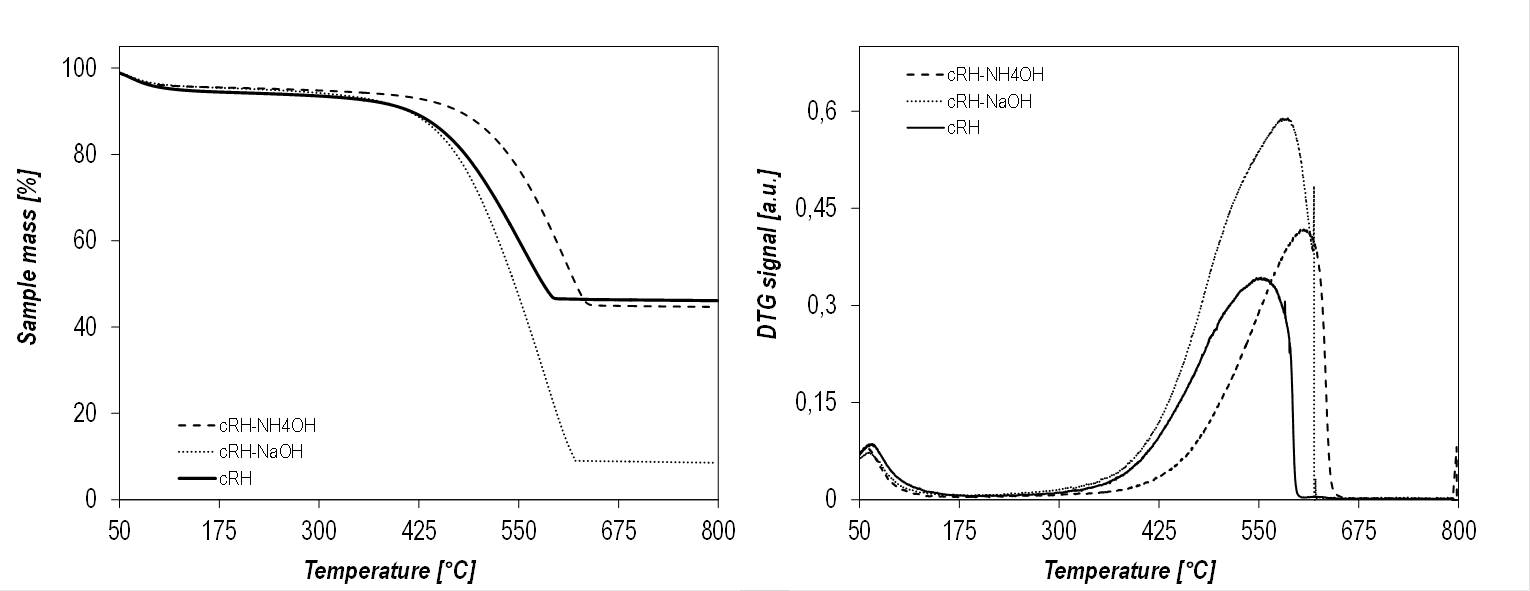 100
80
60
40
20
0
Sample mass [%]
cRH-NH4OH
cRH-NaOH
cRH
50 175 300 425 550 675 800
Temperature [°C]
0,6
0,45
0,3
0,15
0
DTG signal [a.u.]
cRH-NH4OH
cRH-NaOH
cRH
50 175 300 425 550 675 800
Temperature [°C]